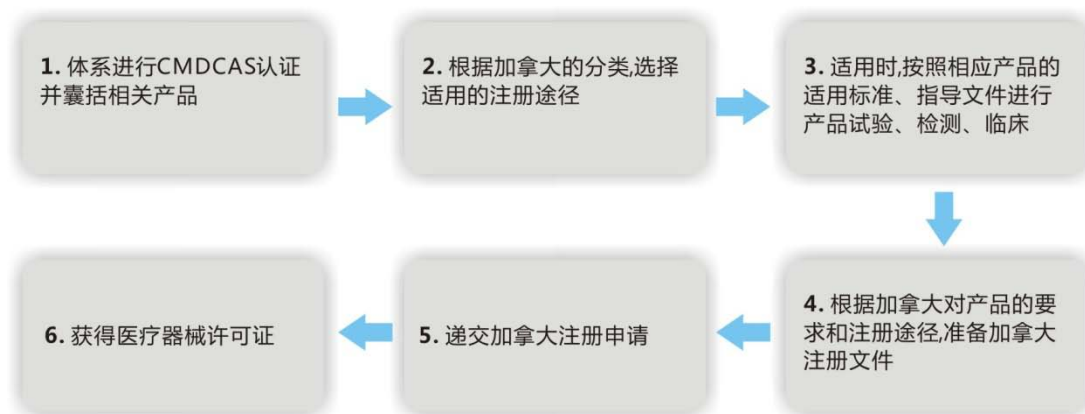 1. 体系进行CMDCAS认证
并囊括相关产品
2. 根据加拿大的分类,选择
适用的注册途径
3. 适用时,按照相应产品的
适用标准、指导文件进行
产品试验、检测、临床
4. 根据加拿大对产品的要
求和注册途径,准备加拿大
注册文件
5. 递交加拿大注册申请
6. 获得医疗器械许可证